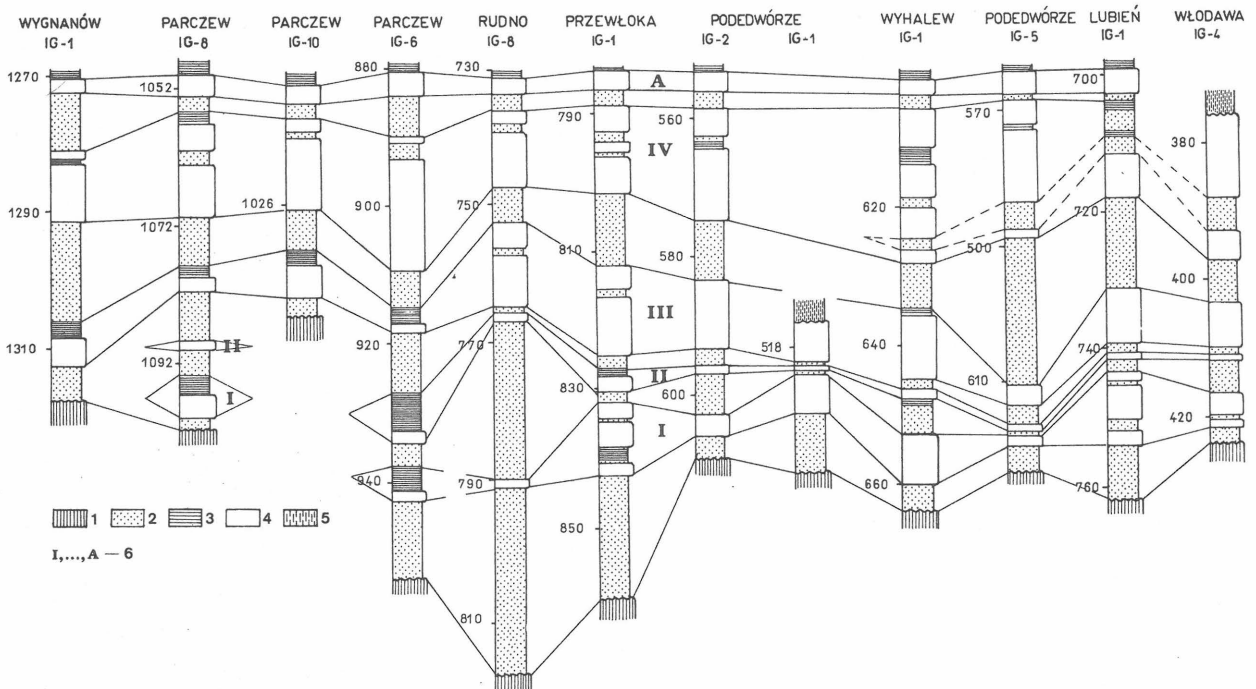 WYGNANÓW PARCZEW PARCZEW PARCZEW RUDNO PRZEWŁOKA PODEDWÓRZE WYHALEW PODEDWÓRZE LUBIEŃ WŁODAWA
IG-1 IG-8 IG-10 IG-6 IG-8 IG-1 IG-2 IG-1 IG-1 IG-5 IG-1 IG-4
1270 1052 880 730 A 700
790 560 570
380
IV
1290 1026 900 750 620 720
1072 810 580 500 400
III
1310 II 920 770 518 640 740
1092 830 II 600 610
I I 420
940 790 660 760
1 2 3 4 5
850
I,...,A — 6
810